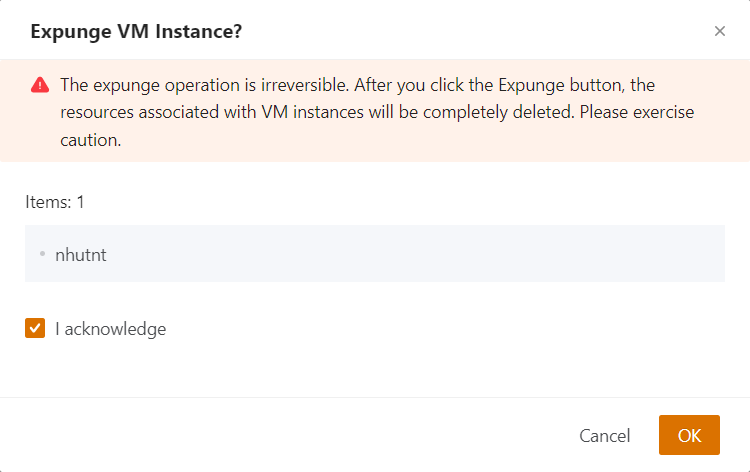 Expunge VM Instance?
The expunge operation is irreversible. After you click the Expunge button, the
resources associated with VM instances will be completely deleted. Please exercise
caution.
Items: 1
nhutnt
I acknowledge
Cancel
OK